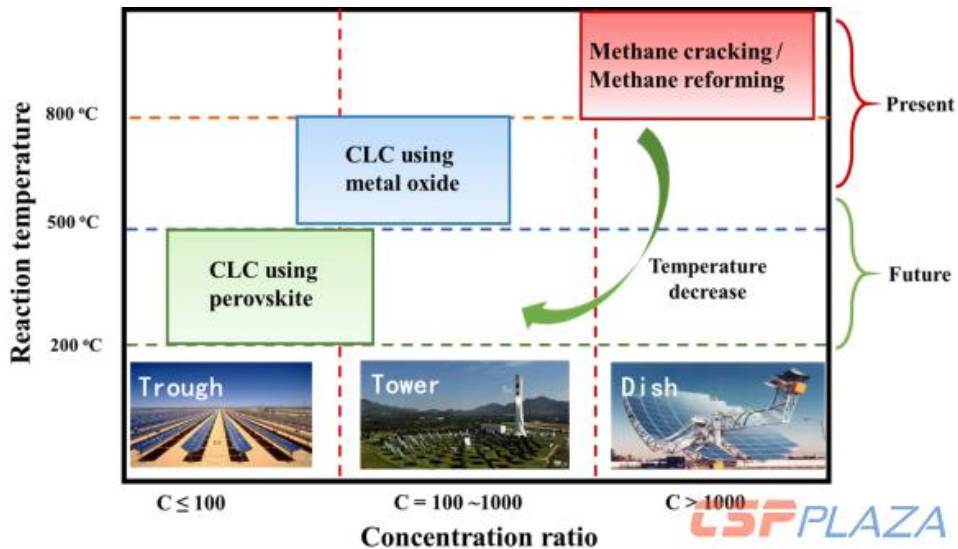 Methane cracking /
Methane reforming
Present
800 °C
CLC using
metal oxide
500 °C
CLC using
perovskite
Temperature
decrease
Future
200 °C
Reaction temperature
Trough
Tower
Dish
C ≤ 100
C = 100 ~1000
C > 1000
Concentration ratio
CSPPLAZA